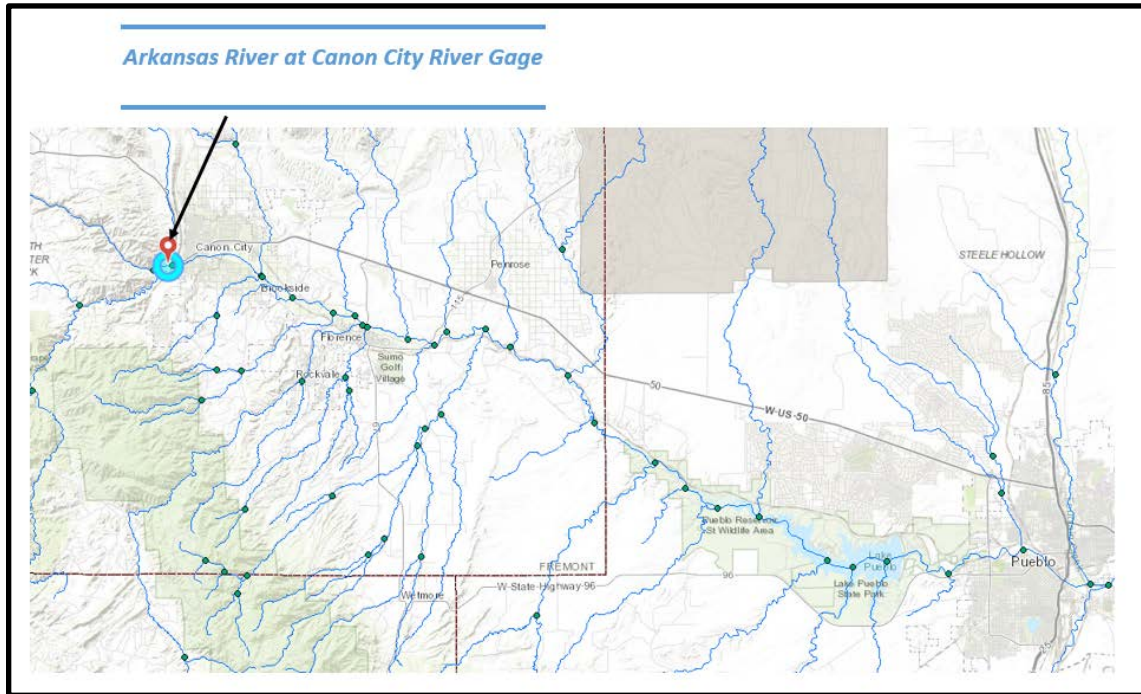 Arkansas River at Canon City River Gage
Canon City
STEELE HOLLOW
Penrose
Brookside
115
Florence
Sumo
Golf
Village
Rockvale
50
W-US-50
85
Pueblo Reservoir
St Wildlife Area
Lake
Pueblo
Pueblo
FREMONT
96
W-State-Highway-96
Lake Pueblo
State Park
Wetmore